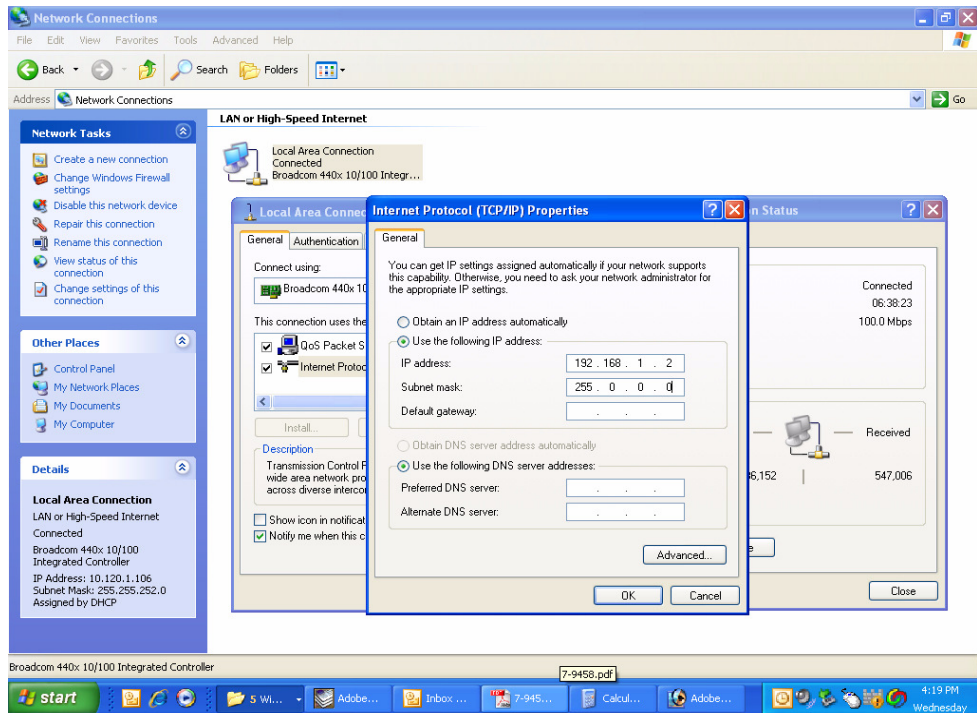 Network Connections
File Edit View Favorites Tools Advanced Help
Back Search Folders
Address Network Connections Go
LAN or High-Speed Internet
Network Tasks
Create a new connection
Change Windows Firewall
settings
Disable this network device
Repair this connection
Rename this connection
View status of this
connection
Change settings of this
connection
Other Places
Control Panel
My Network Places
My Documents
My Computer
Details
Local Area Connection
LAN or High-Speed Internet
Connected
Broadcom 440x 10/100
Integrated Controller
IP Address: 10.120.1.106
Subnet Mask: 255.255.252.0
Assigned by DHCP
Local Area Connection
Connected
Broadcom 440x 10/100 Integr...
Local Area Connec
General Authentication
Connect using:
Broadcom 440x 10
This connection uses the
QoS Packet S
Internet Protoc
Install...
Description
Transmission Control P
wide area network pro
across diverse interco
Show icon in notificat
Notify me when this c
Internet Protocol (TCP/IP) Properties
General
You can get IP settings assigned automatically if your network supports
this capability. Otherwise, you need to ask your network administrator for
the appropriate IP settings.
Obtain an IP address automatically
Use the following IP address:
IP address: 192 . 168 . 1 . 2
Subnet mask: 255 . 0 . 0 . 0
Default gateway: . . .
Obtain DNS server address automatically
Use the following DNS server addresses:
Preferred DNS server: . . .
Alternate DNS server: . . .
Advanced...
OK Cancel
n Status
Connected
06:38:23
100.0 Mbps
Received
6,152 547,006
e
Close
Broadcom 440x 10/100 Integrated Controller
7-9458.pdf
start 5 Wi... Adobe... Inbox ... 7-945... Calcul... Adobe... 4:19 PM
Wednesday